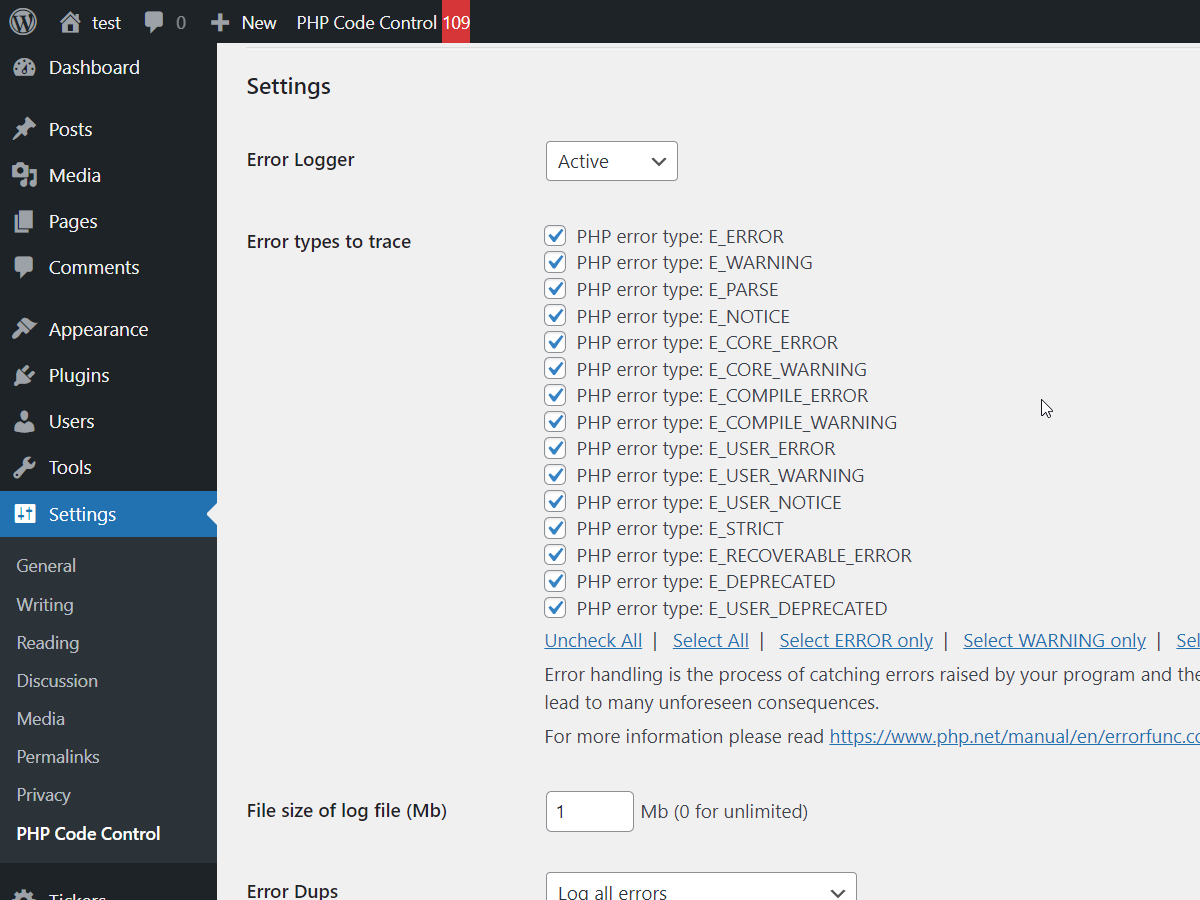 test 0 New PHP Code Control 109
Dashboard
Posts
Media
Pages
Comments
Appearance
Plugins
Users
Tools
Settings
General
Writing
Reading
Discussion
Media
Permalinks
Privacy
PHP Code Control
Tickers
Settings
Error Logger
Active
Error types to trace
PHP error type: E_ERROR
PHP error type: E_WARNING
PHP error type: E_PARSE
PHP error type: E_NOTICE
PHP error type: E_CORE_ERROR
PHP error type: E_CORE_WARNING
PHP error type: E_COMPILE_ERROR
PHP error type: E_COMPILE_WARNING
PHP error type: E_USER_ERROR
PHP error type: E_USER_WARNING
PHP error type: E_USER_NOTICE
PHP error type: E_STRICT
PHP error type: E_RECOVERABLE_ERROR
PHP error type: E_DEPRECATED
PHP error type: E_USER_DEPRECATED
Uncheck All | Select All | Select ERROR only | Select WARNING only |
Error handling is the process of catching errors raised by your program and
lead to many unforeseen consequences.
For more information please read https://www.php.net/manual/en/errorfunc.co
File size of log file (Mb)
1 Mb (0 for unlimited)
Error Dups
Log all errors